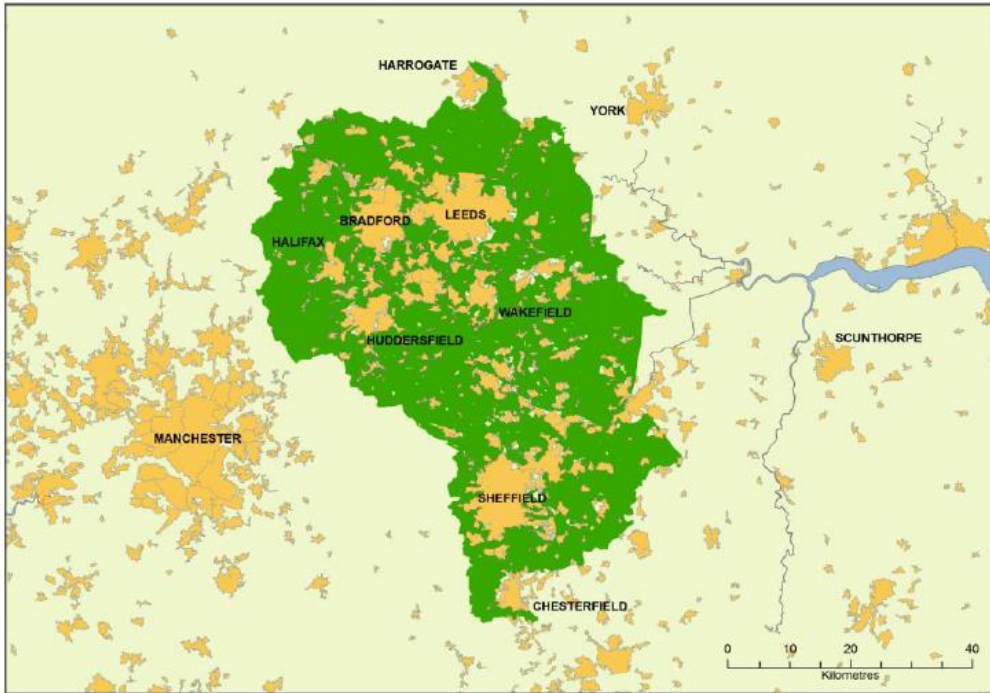 HARROGATE
YORK
BRADFORD
LEEDS
HALIFAX
WAKEFIELD
HUDDERSFIELD
SCUNTHORPE
MANCHESTER
SHEFFIELD
CHESTERFIELD
0 10 20 40
Kilometres